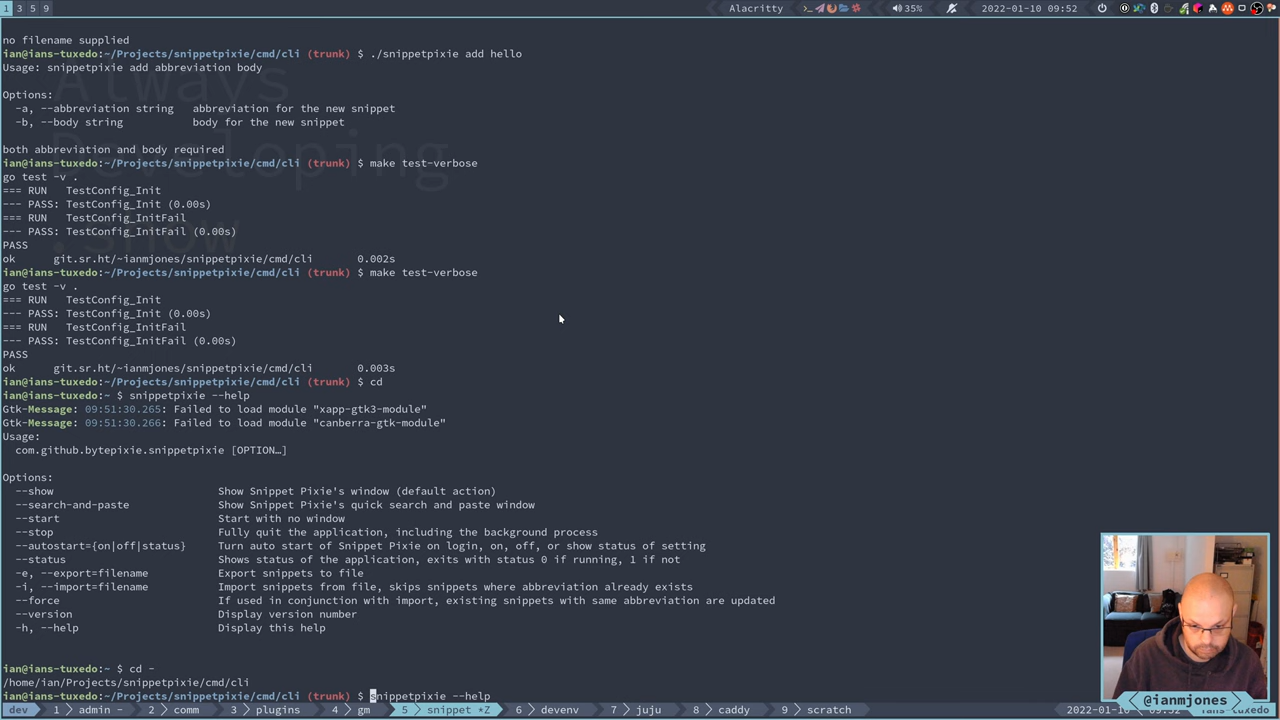 1 3 5 9
Alacritty
35%
2022-01-10 09:52
Always
Developing
.show
no filename supplied
ian@ians-tuxedo:~/Projects/snippetpixie/cmd/cli (trunk) $ ./snippetpixie add hello
Usage: snippetpixie add abbreviation body
Options:
-a, --abbreviation string abbreviation for the new snippet
-b, --body string body for the new snippet
both abbreviation and body required
ian@ians-tuxedo:~/Projects/snippetpixie/cmd/cli (trunk) $ make test-verbose
go test -v .
=== RUN TestConfig_Init
--- PASS: TestConfig_Init (0.00s)
=== RUN TestConfig_InitFail
--- PASS: TestConfig_InitFail (0.00s)
PASS
ok git.sr.ht/~ianmjones/snippetpixie/cmd/cli 0.002s
ian@ians-tuxedo:~/Projects/snippetpixie/cmd/cli (trunk) $ make test-verbose
go test -v .
=== RUN TestConfig_Init
--- PASS: TestConfig_Init (0.00s)
=== RUN TestConfig_InitFail
--- PASS: TestConfig_InitFail (0.00s)
PASS
ok git.sr.ht/~ianmjones/snippetpixie/cmd/cli 0.003s
ian@ians-tuxedo:~/Projects/snippetpixie/cmd/cli (trunk) $ cd
ian@ians-tuxedo:~ $ snippetpixie --help
Gtk-Message: 09:51:30.265: Failed to load module "xapp-gtk3-module"
Gtk-Message: 09:51:30.266: Failed to load module "canberra-gtk-module"
Usage:
com.github.bytepixie.snippetpixie [OPTION…]
Options:
--show Show Snippet Pixie's window (default action)
--search-and-paste Show Snippet Pixie's quick search and paste window
--start Start with no window
--stop Fully quit the application, including the background process
--autostart={on|off|status} Turn auto start of Snippet Pixie on login, on, off, or show status of setting
--status Shows status of the application, exits with status 0 if running, 1 if not
-e, --export=filename Export snippets to file
-i, --import=filename Import snippets from file, skips snippets where abbreviation already exists
--force If used in conjunction with import, existing snippets with same abbreviation are updated
--version Display version number
-h, --help Display this help
ian@ians-tuxedo:~ $ cd -
/home/ian/Projects/snippetpixie/cmd/cli
ian@ians-tuxedo:~/Projects/snippetpixie/cmd/cli (trunk) $ snippetpixie --help
@ianmjones
dev 1 admin - 2 comm 3 plugins 4 gm 5 snippet *Z 6 devenv 7 juju 8 caddy 9 scratch